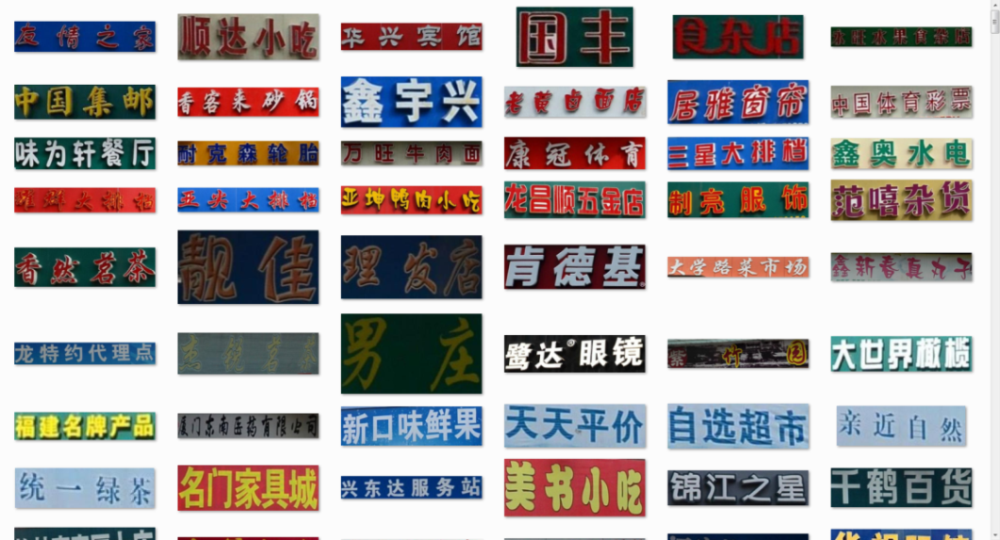 友情之家
顺达小吃
华兴宾馆
国丰
食杂店
中国集邮
香客来砂锅
鑫宇兴
居雅窗帘
中国体育彩票
味为轩餐厅
耐克森轮胎
万旺牛肉面
康冠体育
三星大排档
鑫奥水电
亚尖大排档
亚坤鸭肉小吃
龙昌顺五金店
制亮服饰
范嘻杂货
香然茗茶
靓佳
理发店
肯德基
大学路菜市场
鑫新春真丸子
龙特约代理点
男庄
鹭达®眼镜
紫竹园
大世界橄榄
福建名牌产品
厦门东南医药有限公司
新口味鲜果
天天平价
自选超市
亲近自然
统一绿茶
名门家具城
兴东达服务站
美书小吃
锦江之星
千鹤百货